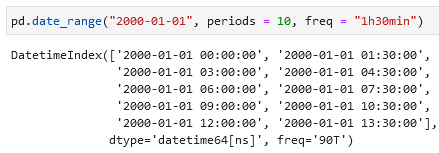 pd.date_range("2000-01-01", periods = 10, freq = "1h30min")
DatetimeIndex(['2000-01-01 00:00:00', '2000-01-01 01:30:00',
'2000-01-01 03:00:00', '2000-01-01 04:30:00',
'2000-01-01 06:00:00', '2000-01-01 07:30:00',
'2000-01-01 09:00:00', '2000-01-01 10:30:00',
'2000-01-01 12:00:00', '2000-01-01 13:30:00'],
dtype='datetime64[ns]', freq='90T')